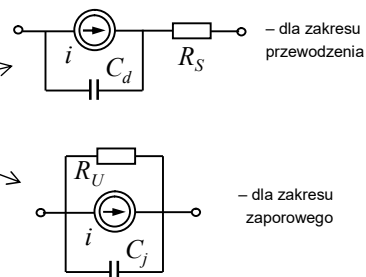 i
C_d
R_S
– dla zakresu
przewodzenia
R_U
i
C_j
– dla zakresu
zaporowego